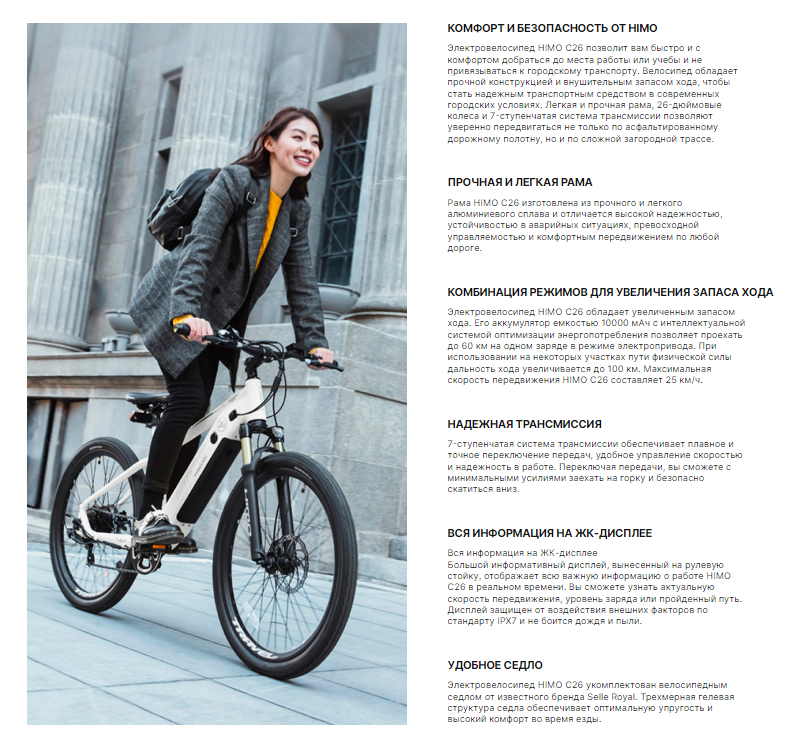 КОМФОРТ И БЕЗОПАСНОСТЬ ОТ HIMO
Электровелосипед HIMO C26 позволит вам быстро и с
комфортом добраться до места работы или учебы и не
привязываться к городскому транспорту. Велосипед обладает
прочной конструкцией и внушительным запасом хода, чтобы
стать надежным транспортным средством в современных
городских условиях. Легкая и прочная рама, 26-дюймовые
колеса и 7-ступенчатая система трансмиссии позволяют
уверенно передвигаться не только по асфальтированному
дорожному полотну, но и по сложной загородной трассе.
ПРОЧНАЯ И ЛЕГКАЯ РАМА
Рама HIMO C26 изготовлена из прочного и легкого
алюминиевого сплава и отличается высокой надежностью,
устойчивостью в аварийных ситуациях, превосходной
управляемостью и комфортным передвижением по любой
дороге.
КОМБИНАЦИЯ РЕЖИМОВ ДЛЯ УВЕЛИЧЕНИЯ ЗАПАСА ХОДА
Электровелосипед HIMO C26 обладает увеличенным запасом
хода. Его аккумулятор емкостью 10000 мАч с интеллектуальной
системой оптимизации энергопотребления позволяет проехать
до 60 км на одном заряде в режиме электропривода. При
использовании на некоторых участках пути физической силы
дальность хода увеличивается до 100 км. Максимальная
скорость передвижения HIMO C26 составляет 25 км/ч.
НАДЕЖНАЯ ТРАНСМИССИЯ
7-ступенчатая система трансмиссии обеспечивает плавное и
точное переключение передач, удобное управление скоростью
и надежность в работе. Переключая передачи, вы сможете с
минимальными усилиями заехать на горку и безопасно
скатиться вниз.
ВСЯ ИНФОРМАЦИЯ НА ЖК-ДИСПЛЕЕ
Вся информация на ЖК-дисплее
Большой информативный дисплей, вынесенный на рулевую
стойку, отображает всю важную информацию о работе HIMO
C26 в реальном времени. Вы сможете узнать актуальную
скорость передвижения, уровень заряда или пройденный путь.
Дисплей защищен от воздействия внешних факторов по
стандарту IPX7 и не боится дождя и пыли.
УДОБНОЕ СЕДЛО
Электровелосипед HIMO C26 укомплектован велосипедным
седлом от известного бренда Selle Royal. Трехмерная гелевая
структура седла обеспечивает оптимальную упругость и
высокий комфорт во время езды.
TRAVEL